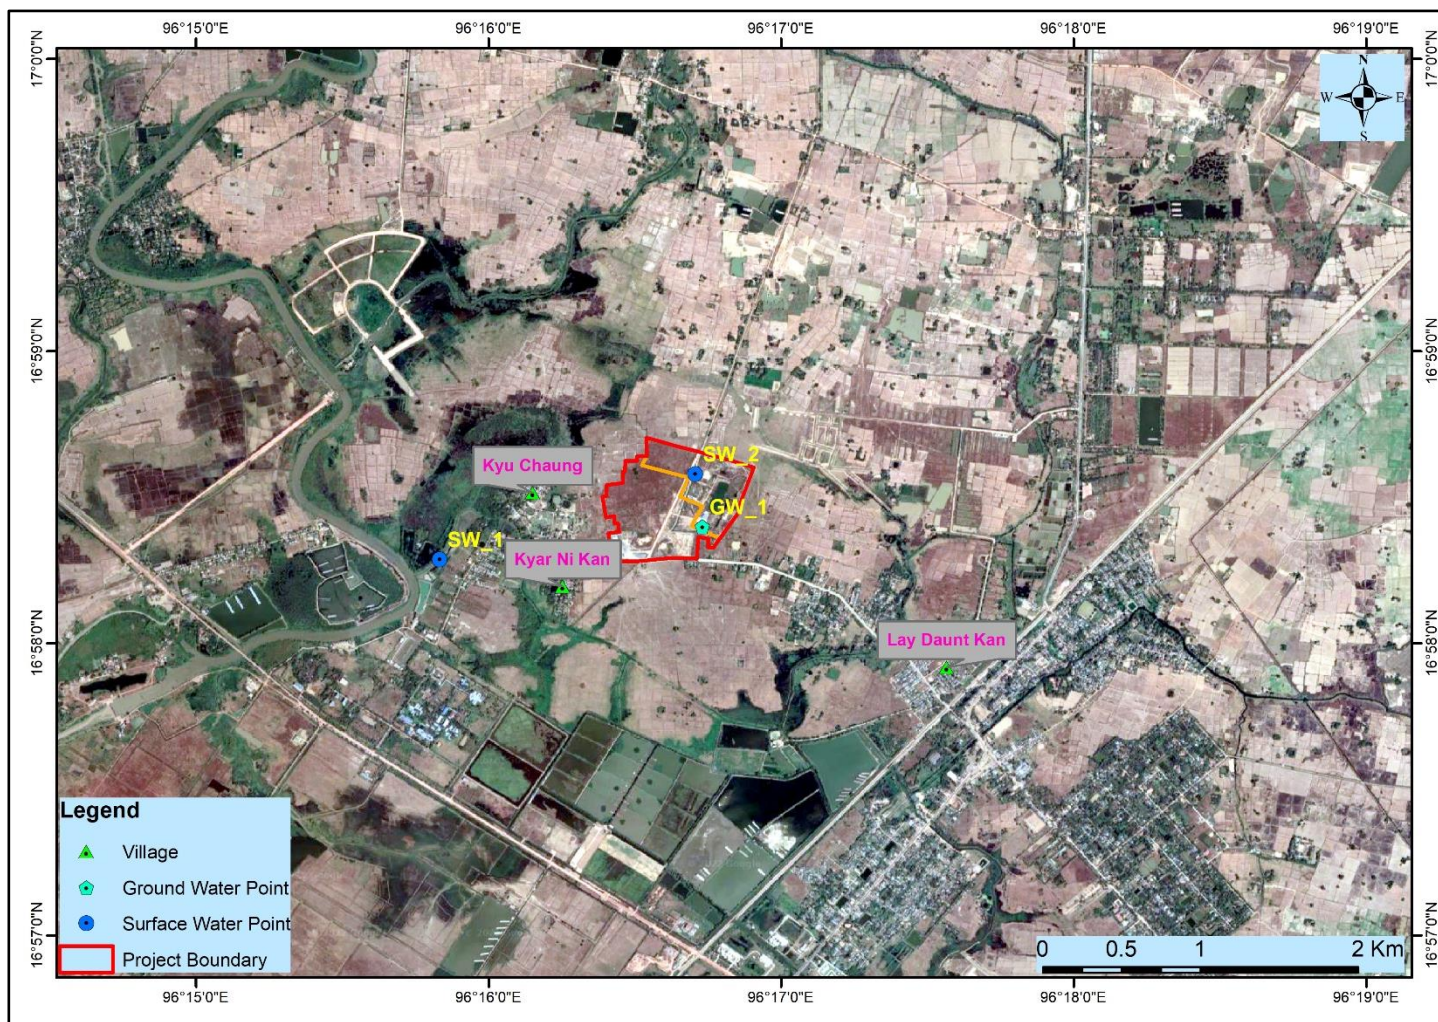 96°15'0"E 96°16'0"E 96°17'0"E 96°18'0"E 96°19'0"E
17°0'0"N 17°0'0"N
N
W E
S
16°59'0"N 16°59'0"N
Kyu Chaung
SW_2
GW_1
SW_1
Kyar Ni Kan
Lay Daunt Kan
16°58'0"N 16°58'0"N
Legend
Village
Ground Water Point
Surface Water Point
Project Boundary
16°57'0"N 16°57'0"N
0 0.5 1 2 Km
96°15'0"E 96°16'0"E 96°17'0"E 96°18'0"E 96°19'0"E